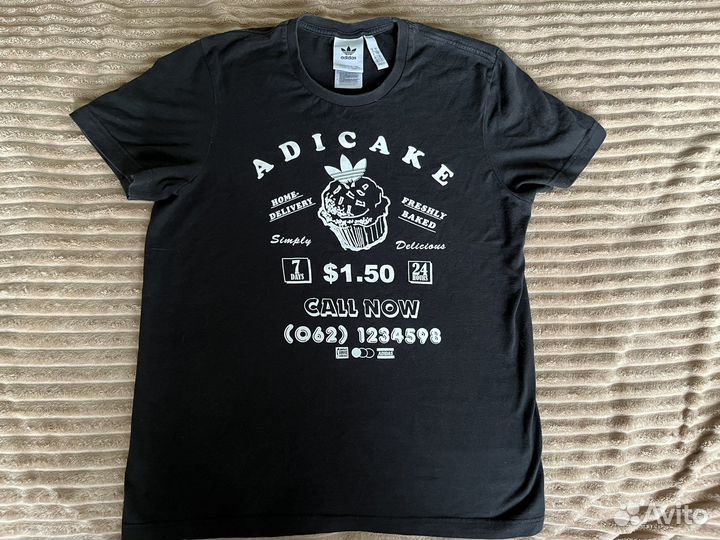 adidas
ADICAKE
HOME-
DELIVERY
FRESHLY
BAKED
Simply
Delicious
7
DAYS
$1.50
24
HOURS
CALL NOW
(062) 1234598
ADIDAS
Avito